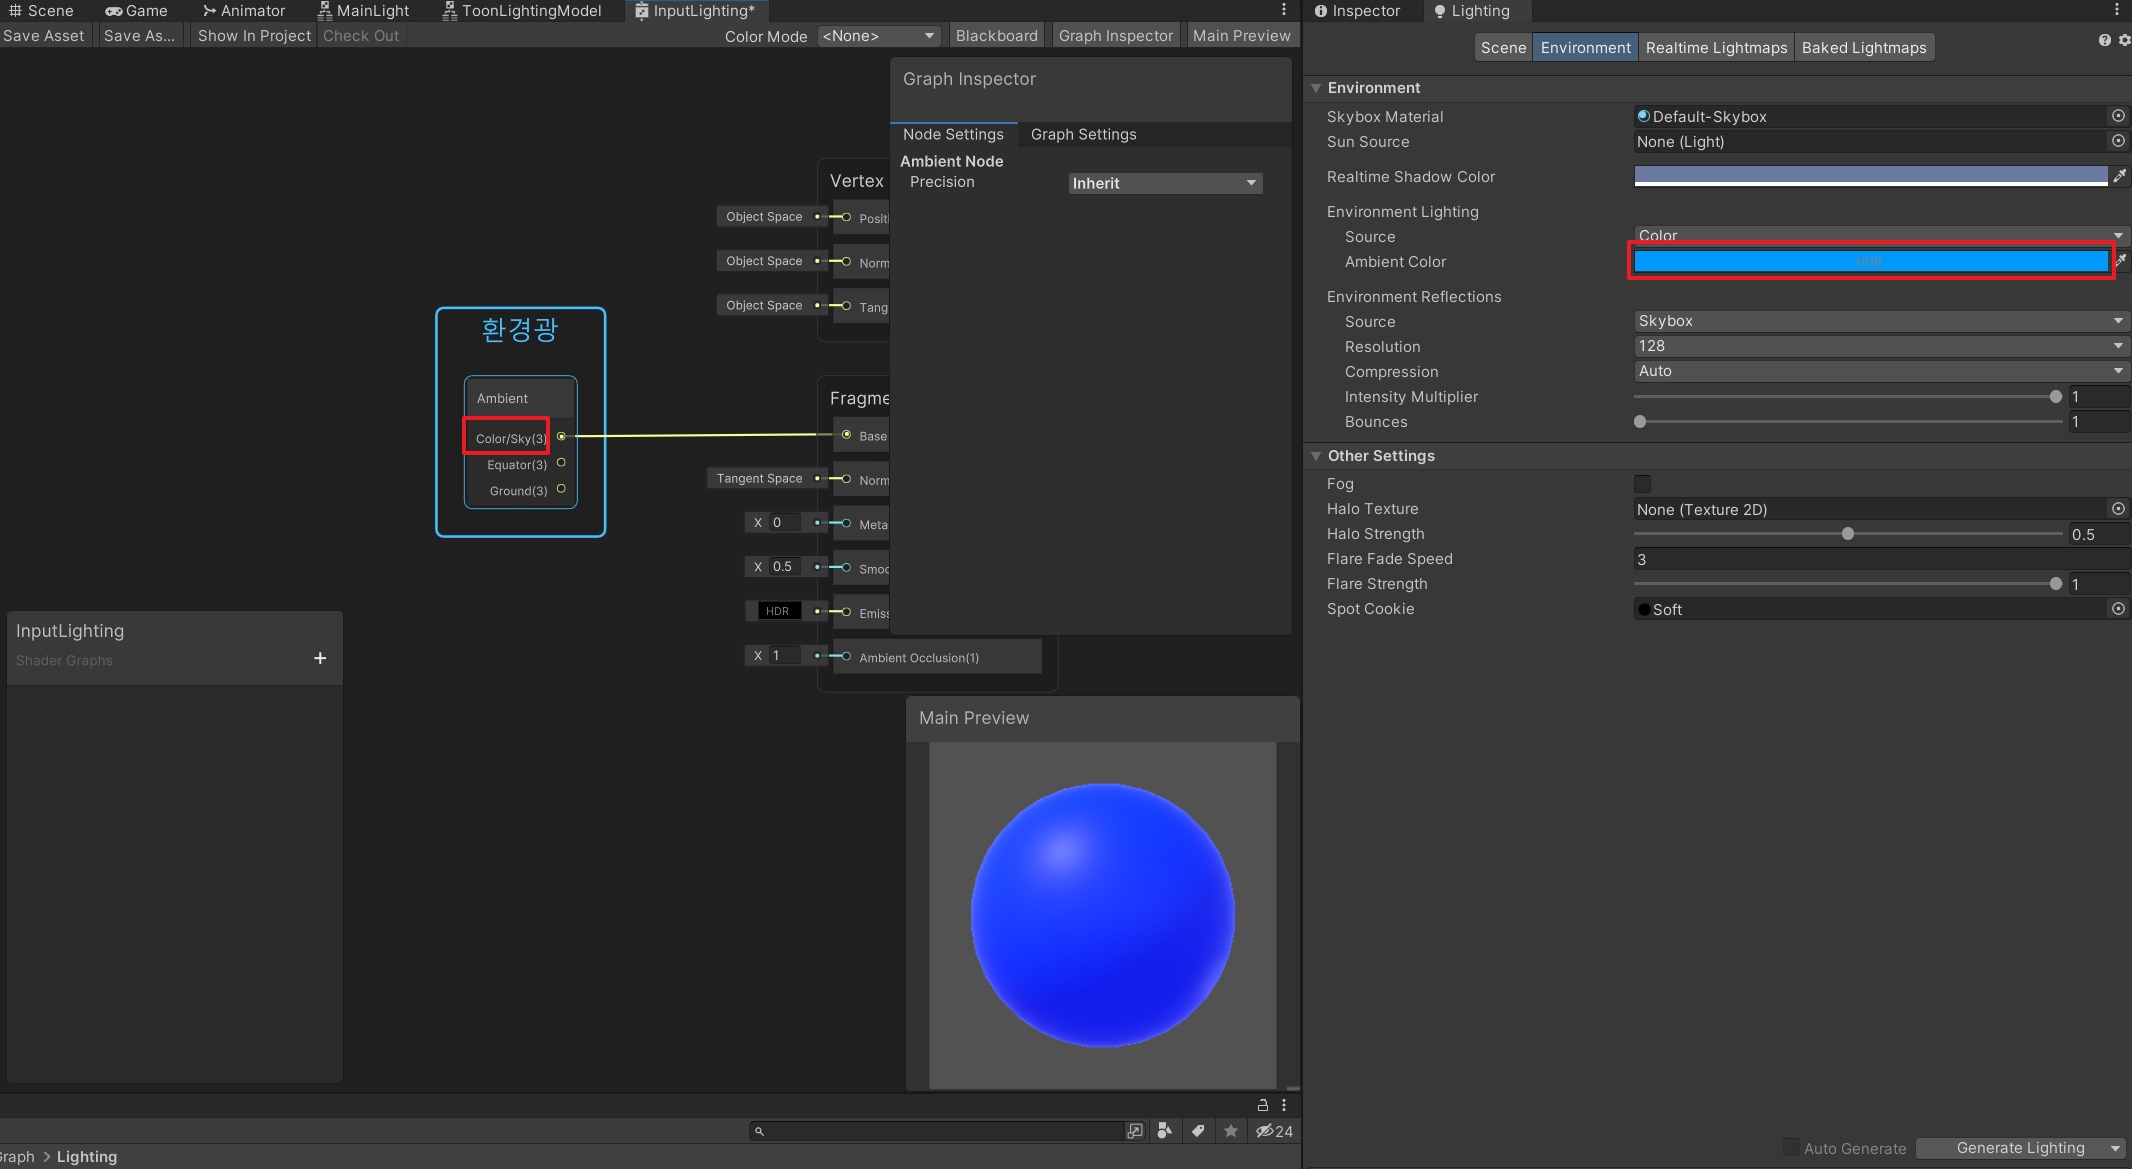 Scene
Game
Animator
MainLight
ToonLightingModel
InputLighting*
Save Asset
Save As...
Show In Project
Check Out
Color Mode
<None>
Blackboard
Graph Inspector
Main Preview
Graph Inspector
Node Settings
Graph Settings
Ambient Node
Precision
Inherit
Vertex
Object Space
Positi
Object Space
Norm
Object Space
Tang
환경광
Ambient
Color/Sky(3)
Equator(3)
Ground(3)
Fragme
Base
Tangent Space
Norm
X 0
Meta
X 0.5
Smoo
HDR
Emiss
X 1
Ambient Occlusion(1)
InputLighting
Shader Graphs
+
Main Preview
24
Graph > Lighting
Inspector
Lighting
Scene
Environment
Realtime Lightmaps
Baked Lightmaps
Environment
Skybox Material
Default-Skybox
Sun Source
None (Light)
Realtime Shadow Color
Environment Lighting
Source
Color
Ambient Color
HDR
Environment Reflections
Source
Skybox
Resolution
128
Compression
Auto
Intensity Multiplier
1
Bounces
1
Other Settings
Fog
Halo Texture
None (Texture 2D)
Halo Strength
0.5
Flare Fade Speed
3
Flare Strength
1
Spot Cookie
Soft
Auto Generate
Generate Lighting